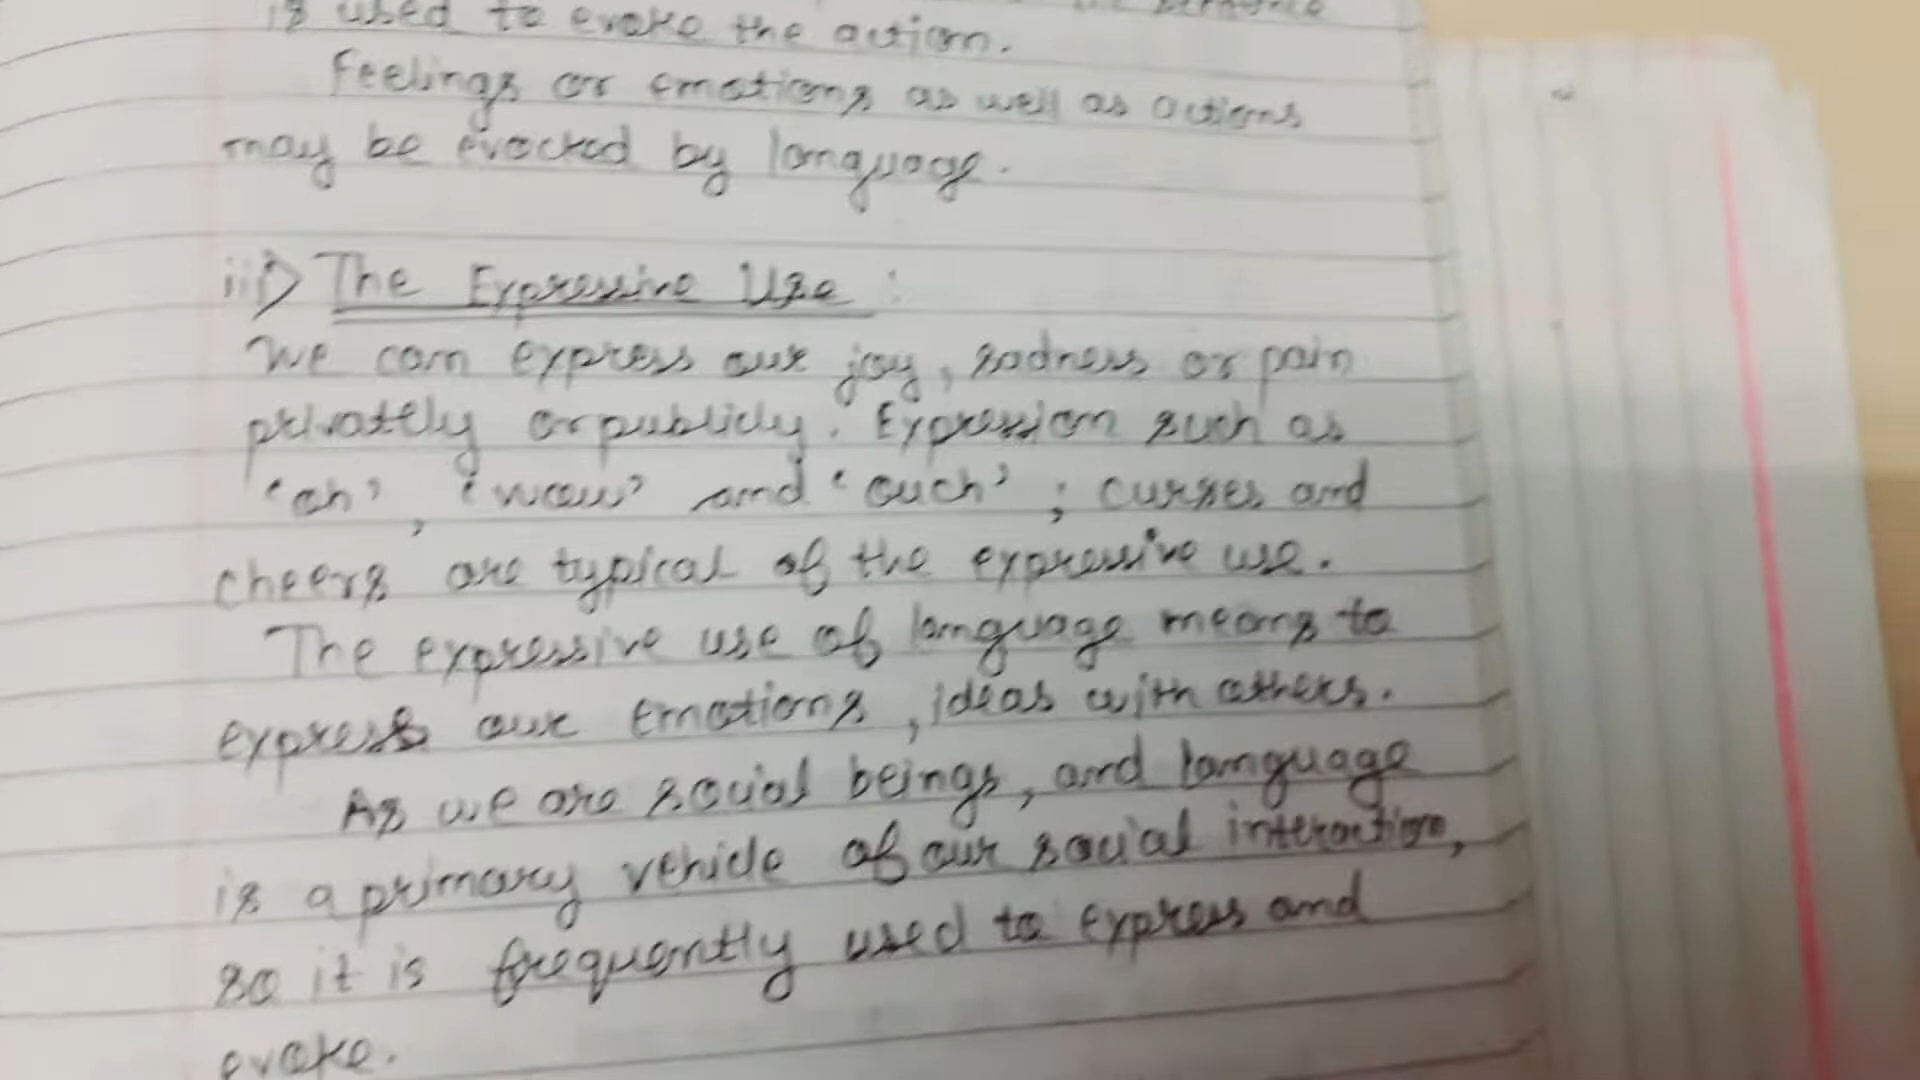 is used to evoke the action.
Feelings or emotions as well as actions
may be evocked by language.
iii) The Expressive Use :
We can express our joy, sadness or pain
privately or publicly. Expression such as
'ah', 'wow' and 'ouch' ; curses and
cheers are typical of the expressive use.
The expressive use of language means to
express our emotions, ideas with others.
As we are social beings, and language
is a primary vehicle of our social interaction,
so it is frequently used to express and
evoke.